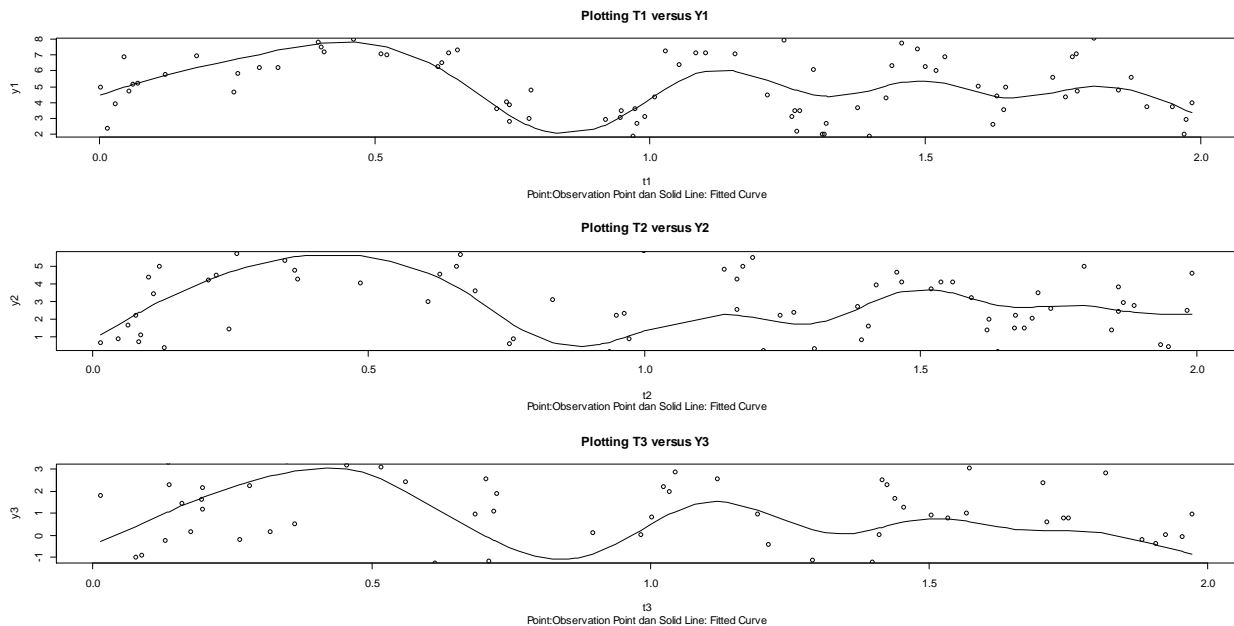 Plotting T1 versus Y1
y1
8
7
6
5
4
3
2
0.0 0.5 1.0 1.5 2.0
t1
Point:Observation Point dan Solid Line: Fitted Curve
Plotting T2 versus Y2
y2
5
4
3
2
1
0.0 0.5 1.0 1.5 2.0
t2
Point:Observation Point dan Solid Line: Fitted Curve
Plotting T3 versus Y3
y3
3
2
1
0
-1
0.0 0.5 1.0 1.5 2.0
t3
Point:Observation Point dan Solid Line: Fitted Curve